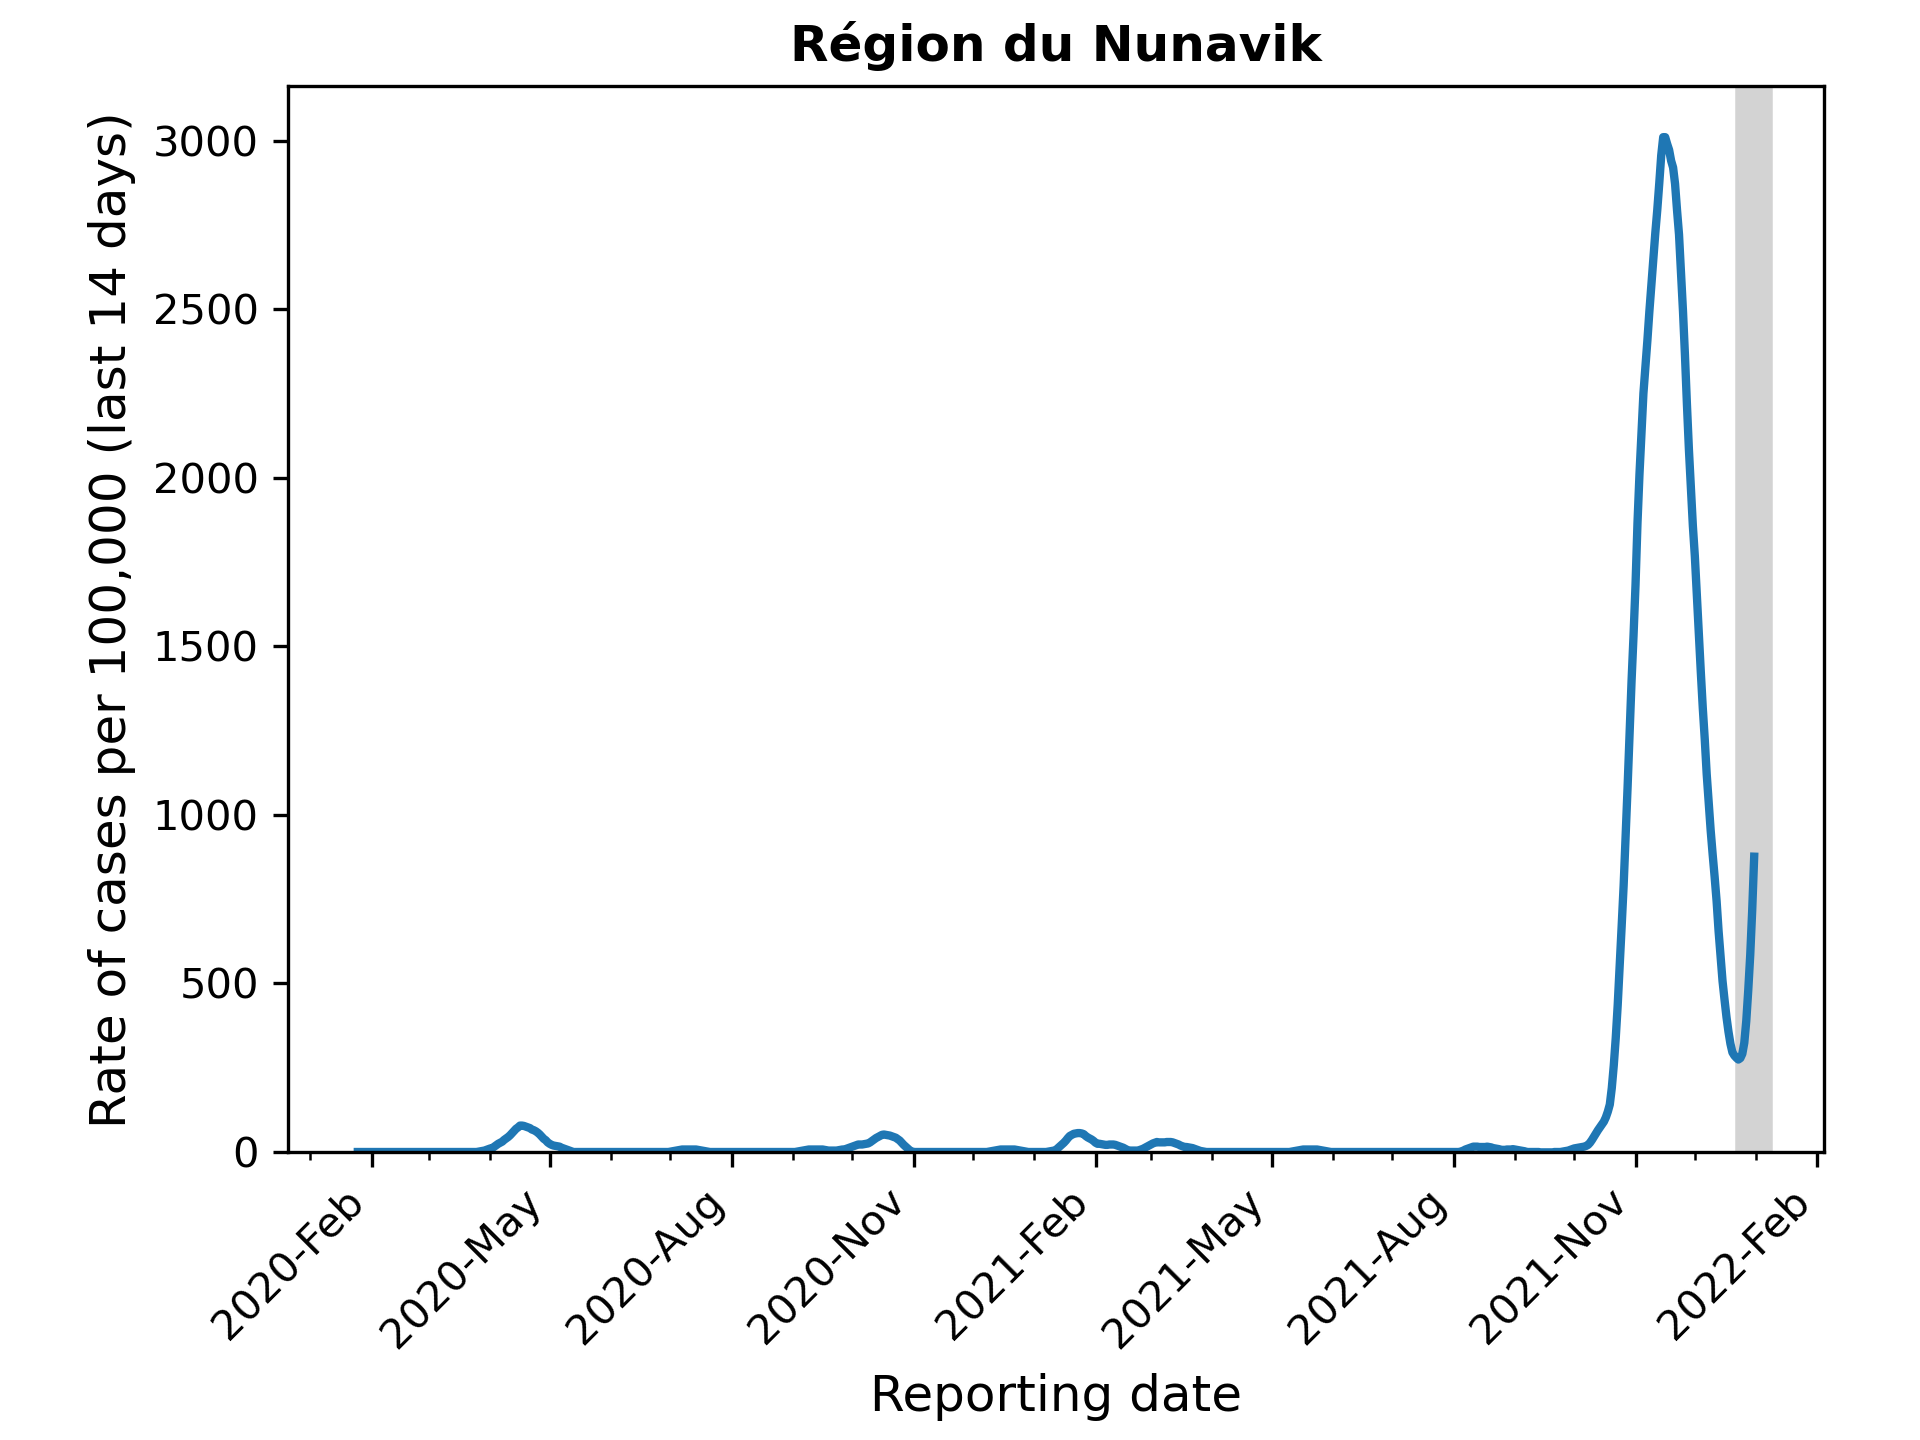 Région du Nunavik
Rate of cases per 100,000 (last 14 days)
3000
2500
2000
1500
1000
500
0
2020-Feb
2020-May
2020-Aug
2020-Nov
2021-Feb
2021-May
2021-Aug
2021-Nov
2022-Feb
Reporting date